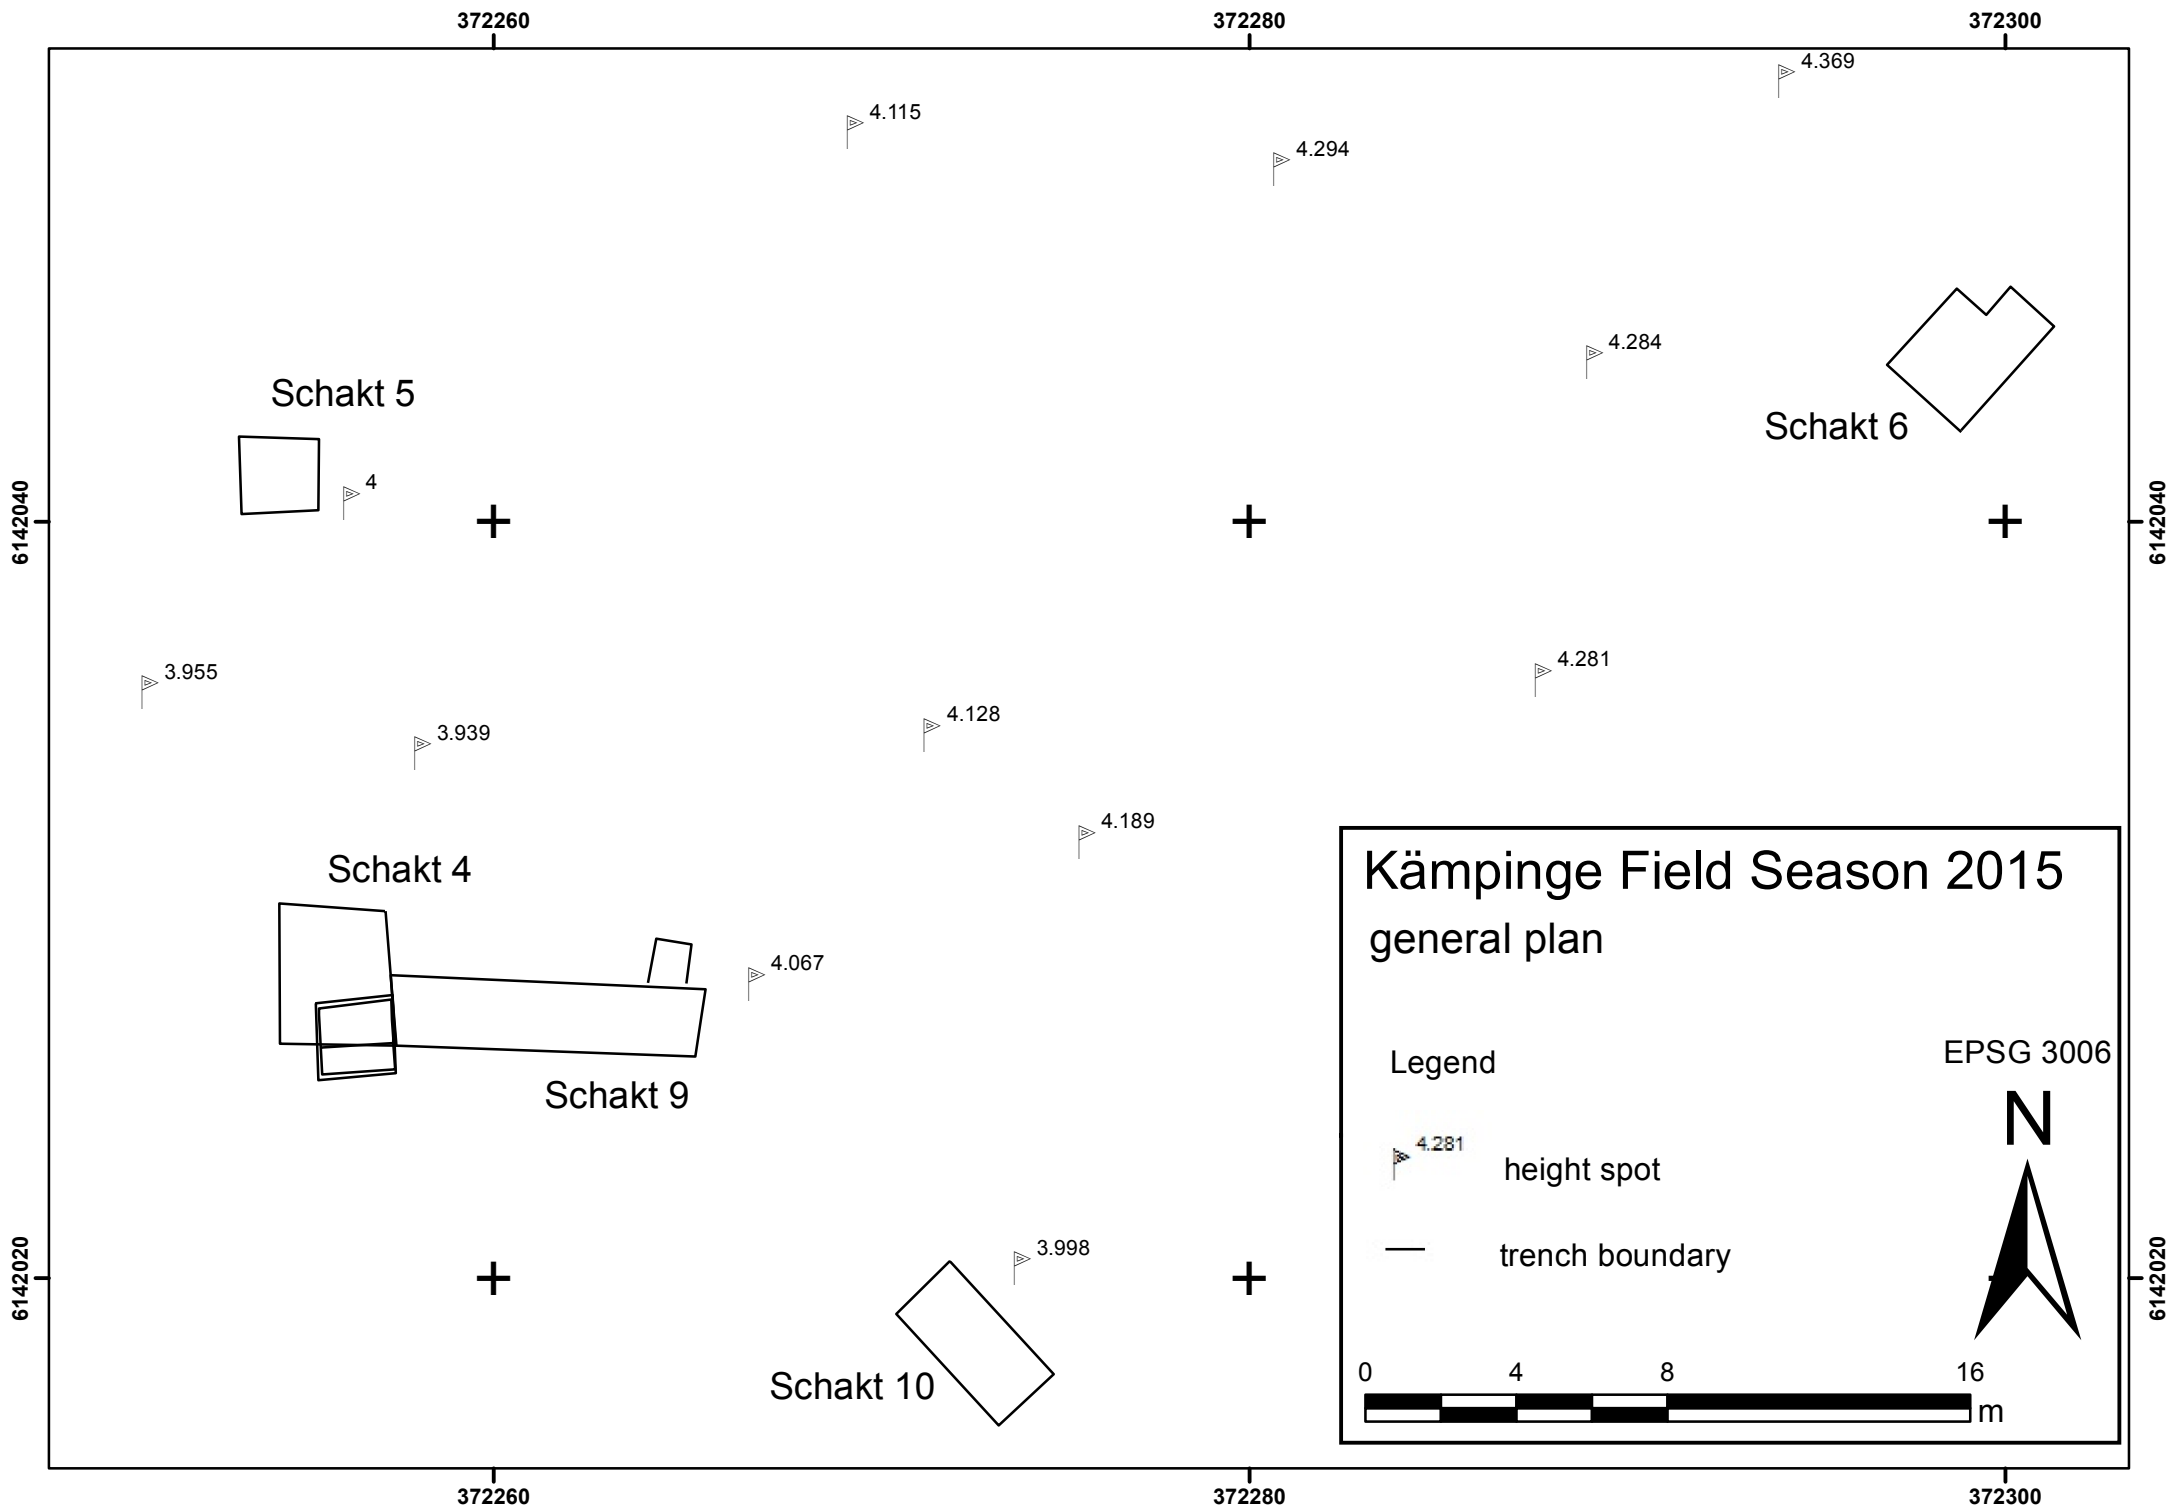 372260 372280 372300
4.369
4.115
4.294
4.284
Schakt 5
Schakt 6
4
6142040 6142040
3.955
4.281
4.128
3.939
4.189
Schakt 4
4.067
Schakt 9
3.998
6142020 6142020
Schakt 10
Kämpinge Field Season 2015
general plan
EPSG 3006
Legend
N
4.281
height spot
trench boundary
0 4 8 16
m
372260 372280 372300